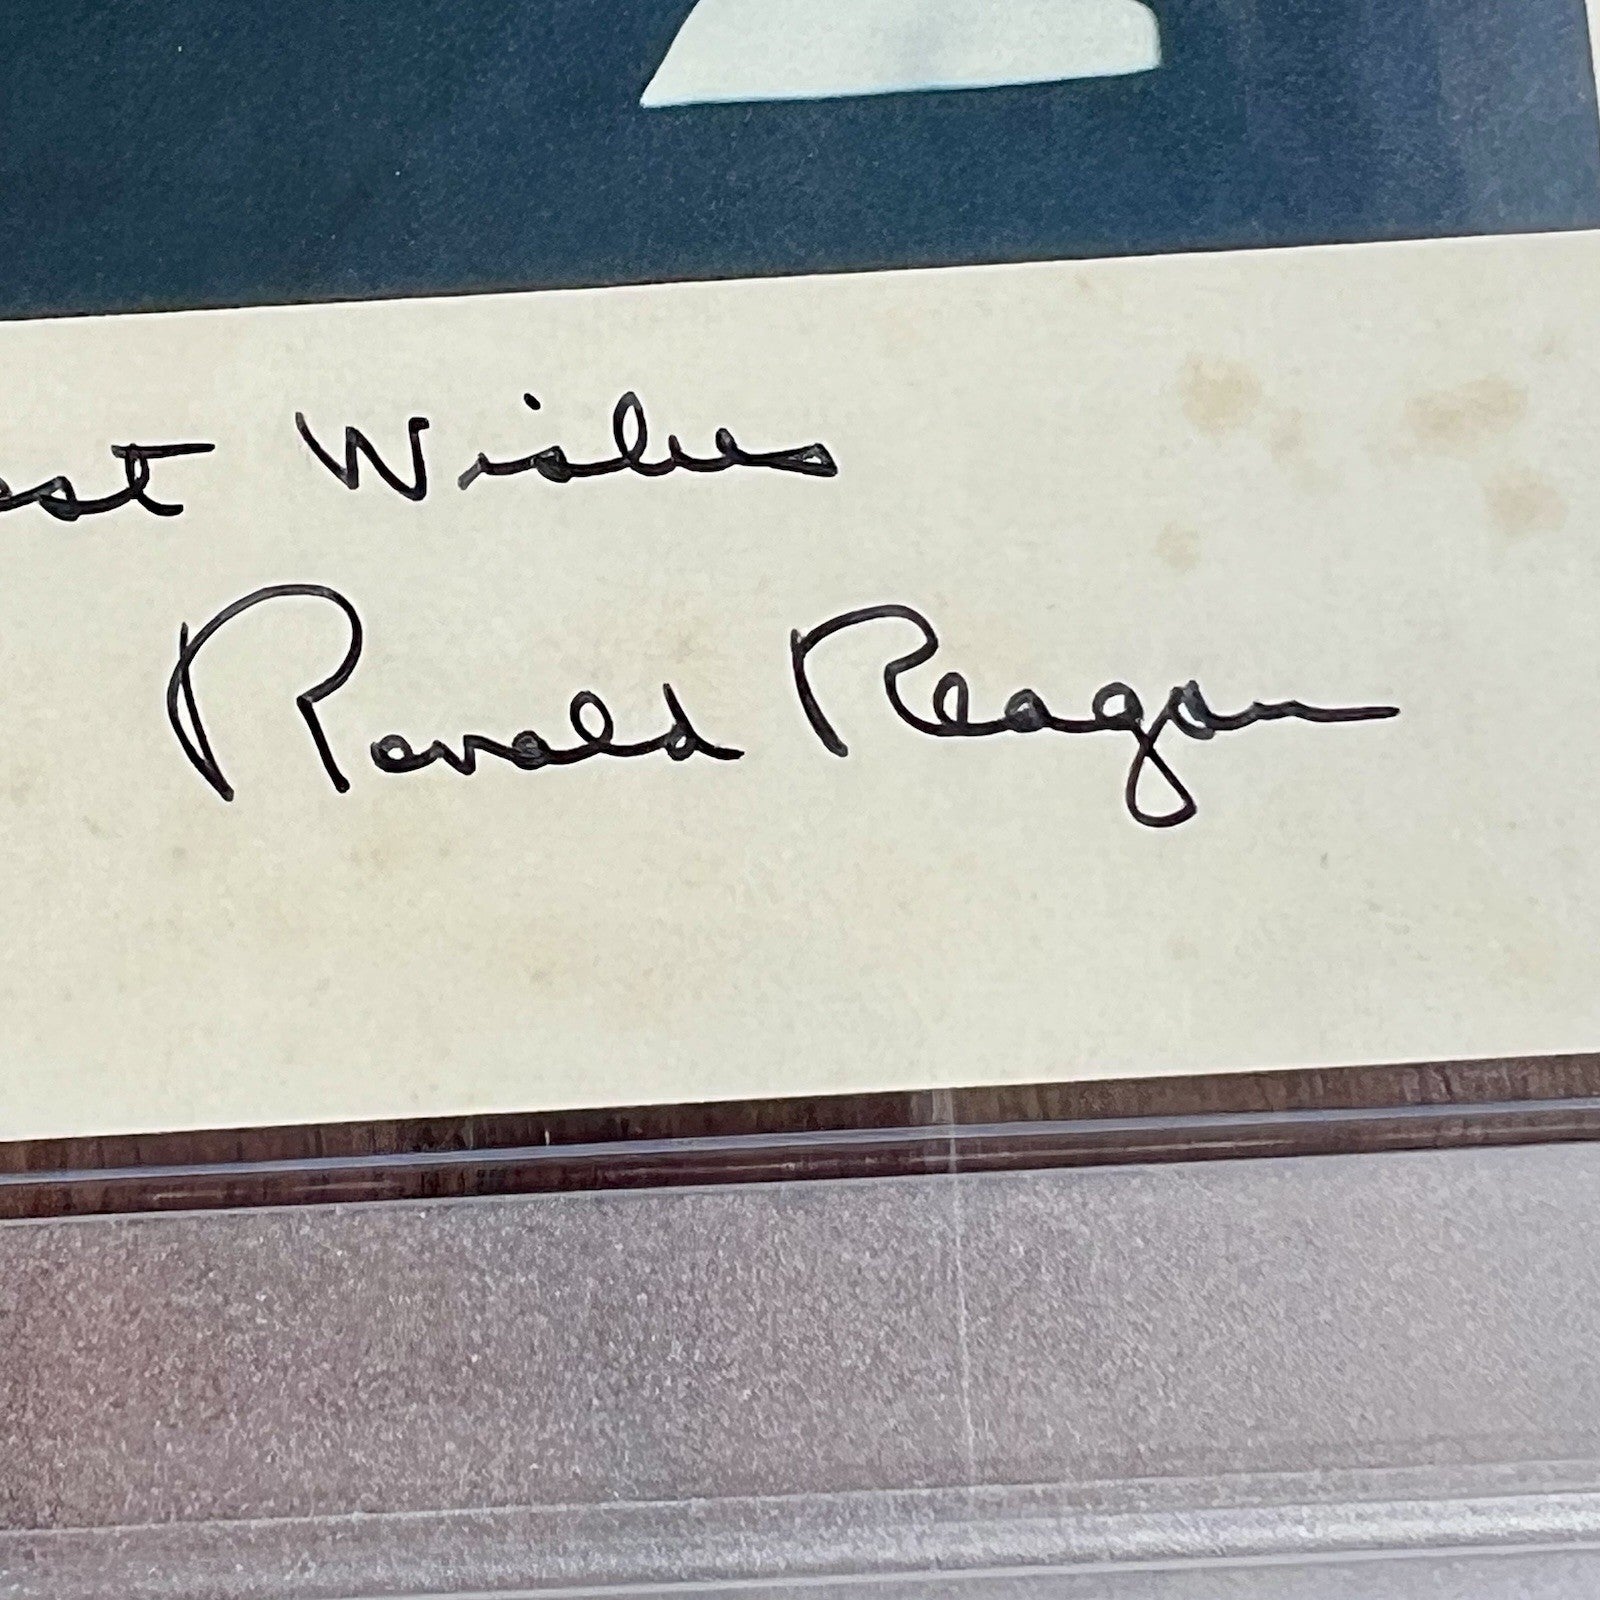 est Wishes
Ronald Reagan